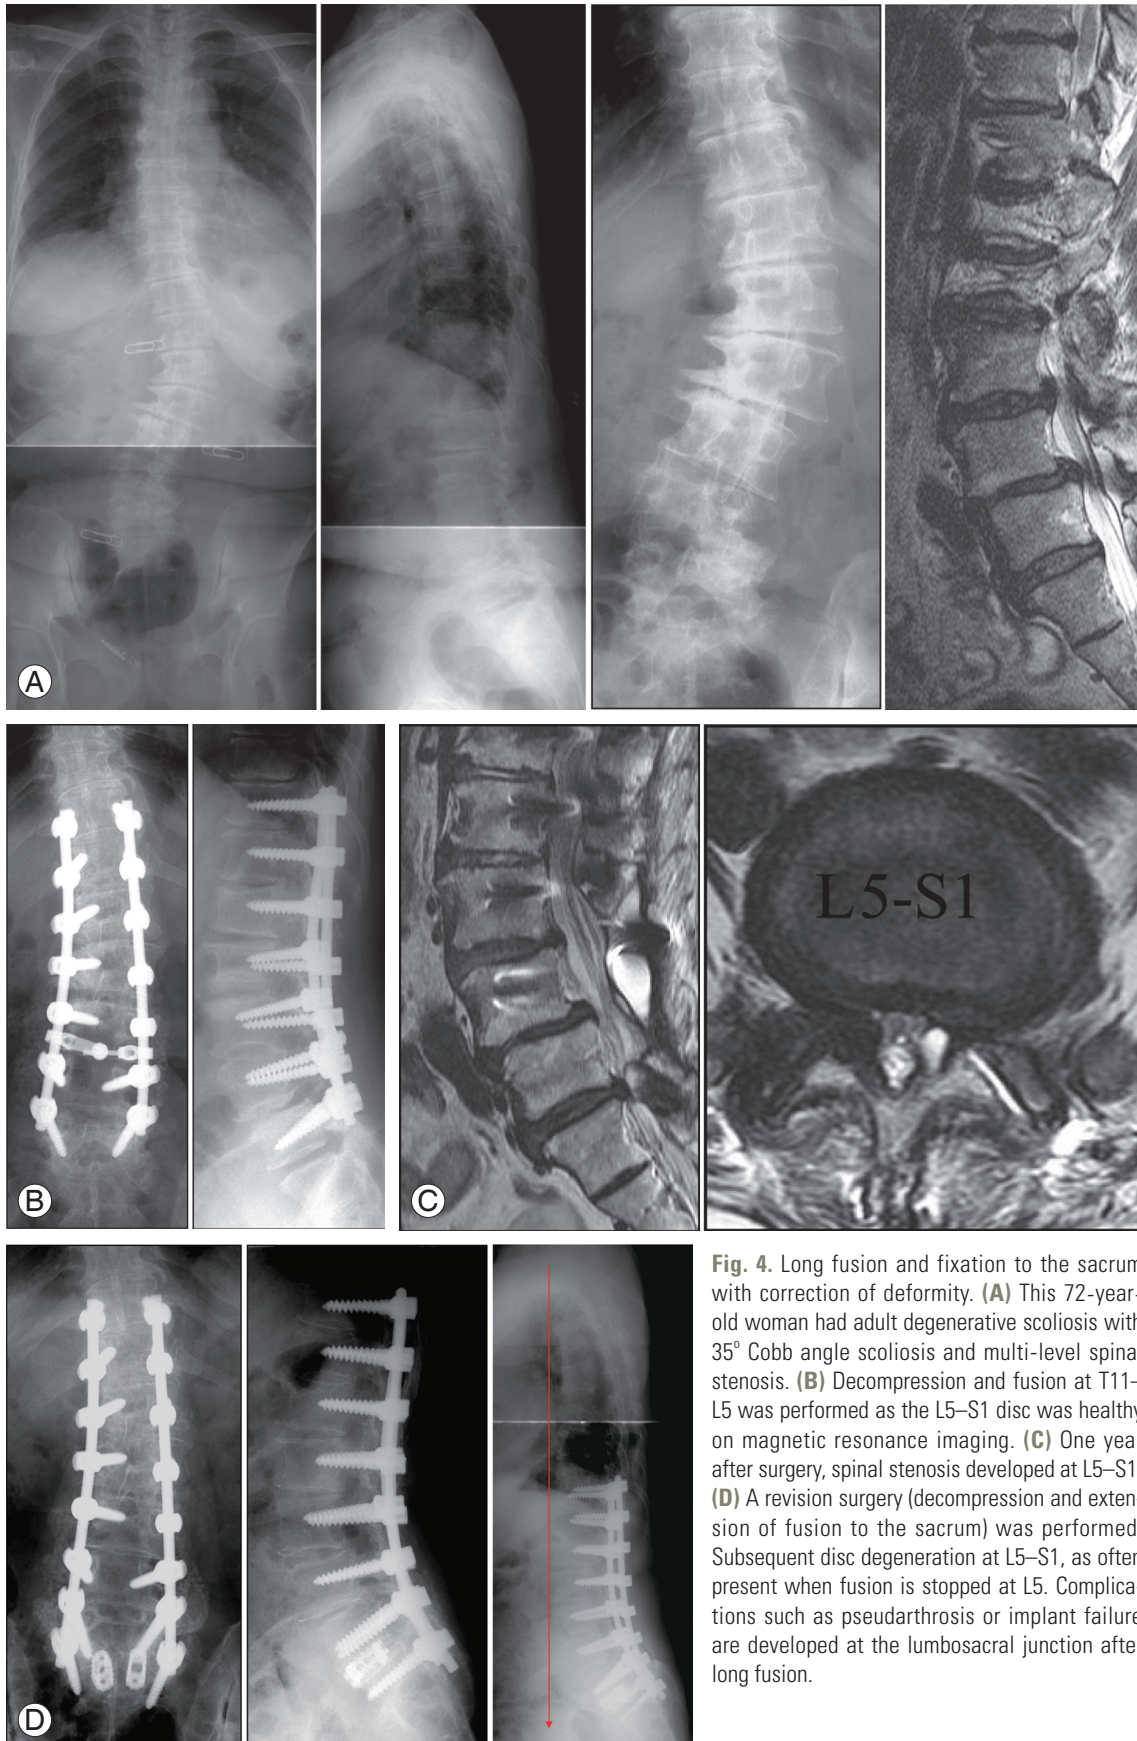 A
B
C
L5-S1
D
Fig. 4. Long fusion and fixation to the sacrum
with correction of deformity. (A) This 72-year-
old woman had adult degenerative scoliosis with
35° Cobb angle scoliosis and multi-level spina
stenosis. (B) Decompression and fusion at T11–
L5 was performed as the L5–S1 disc was healthy
on magnetic resonance imaging. (C) One yea
after surgery, spinal stenosis developed at L5–S1
(D) A revision surgery (decompression and exten
sion of fusion to the sacrum) was performed
Subsequent disc degeneration at L5–S1, as often
present when fusion is stopped at L5. Complica
tions such as pseudarthrosis or implant failure
are developed at the lumbosacral junction afte
long fusion.